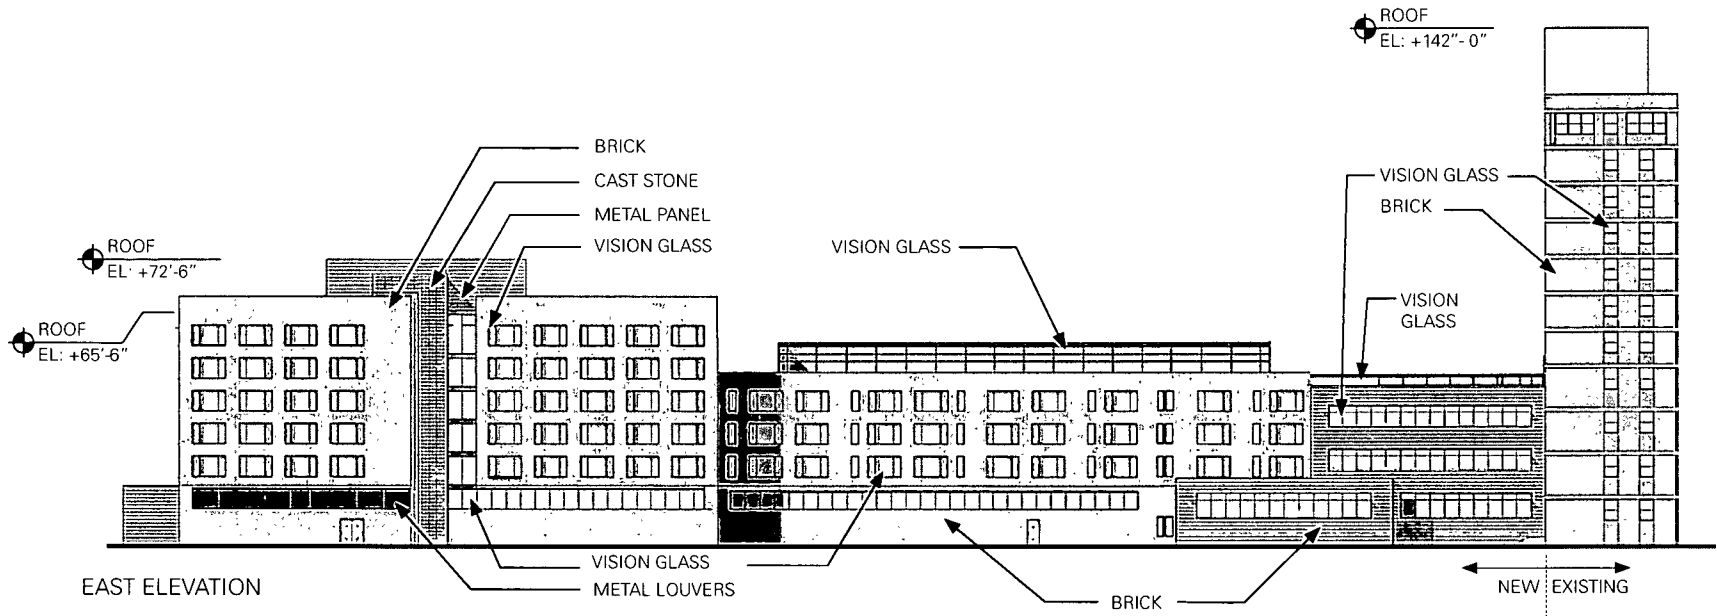 ROOF
EL: +142"-0"
BRICK
CAST STONE
METAL PANEL
VISION GLASS
VISION GLASS
VISION GLASS
BRICK
ROOF
EL: +72'-6"
VISION
GLASS
ROOF
EL: +65'-6"
VISION GLASS
METAL LOUVERS
BRICK
EAST ELEVATION
NEW EXISTING